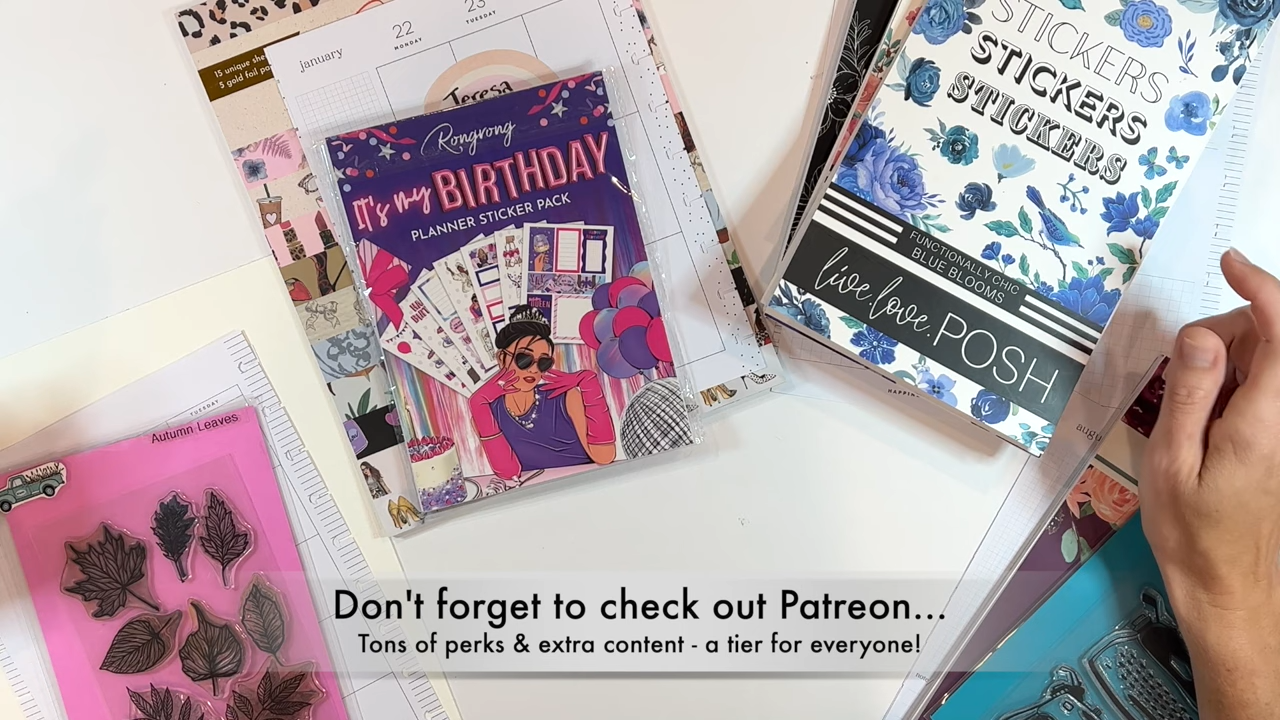 15 unique she
5 gold foil pa
january
22
MONDAY
23
TUESDAY
Teresa
Rongrong
It's my BIRTHDAY
PLANNER STICKER PACK
STICKERS
STICKERS
STICKERS
FUNCTIONALLY CHIC
BLUE BLOOMS
live.love.POSH
HAPPIN
augu
TUESDAY
Autumn Leaves
Don't forget to check out Patreon...
Tons of perks & extra content - a tier for everyone!